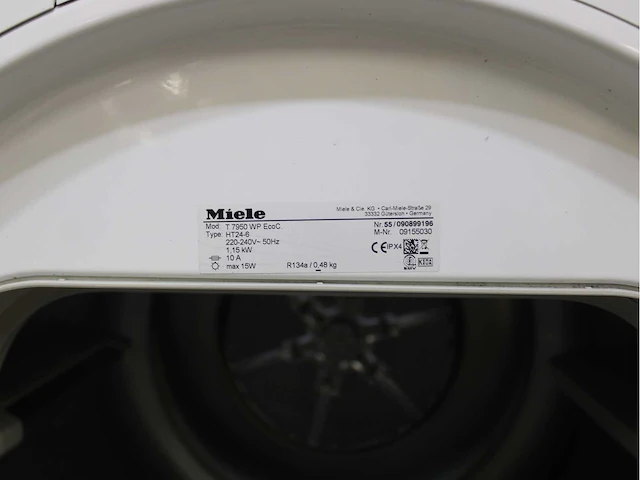 Miele
Miele & Cie. KG • Carl-Miele-Straße 29
33332 Gütersloh • Germany
Mod: T 7950 WP EcoC.
Nr. 55 / 090899196
Type: HT24-6
M-Nr. 09155030
220-240V~ 50Hz
1,15 kW
CE IPX4
10 A
max 15W
R134a / 0,48 kg